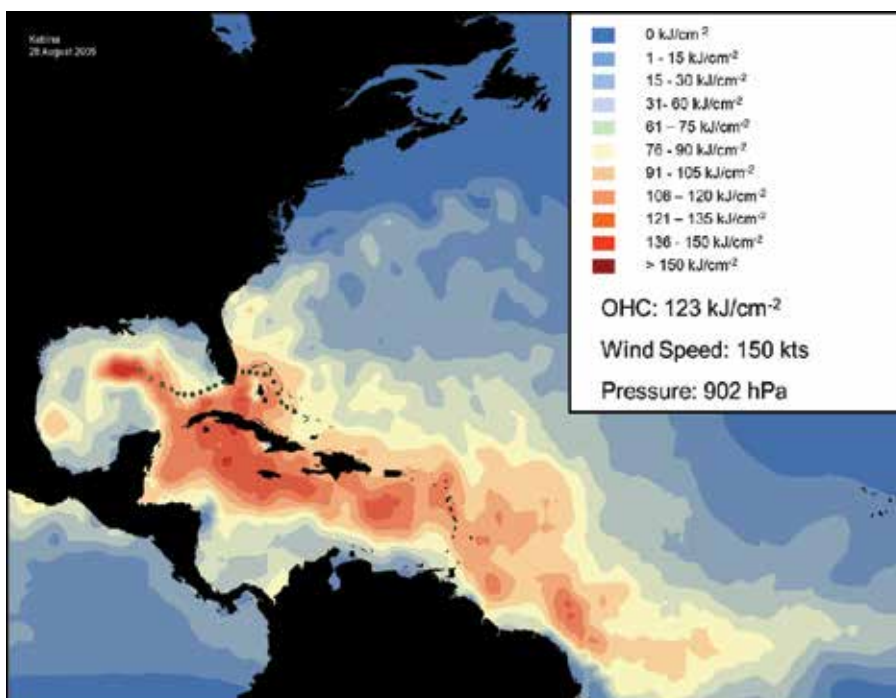 Katrina
28 August 2005
0 kJ/cm⁻²
1 - 15 kJ/cm⁻²
15 - 30 kJ/cm⁻²
31- 60 kJ/cm⁻²
61 – 75 kJ/cm⁻²
76 - 90 kJ/cm⁻²
91 - 105 kJ/cm⁻²
106 – 120 kJ/cm⁻²
121 – 135 kJ/cm⁻²
136 - 150 kJ/cm⁻²
> 150 kJ/cm⁻²
OHC: 123 kJ/cm⁻²
Wind Speed: 150 kts
Pressure: 902 hPa